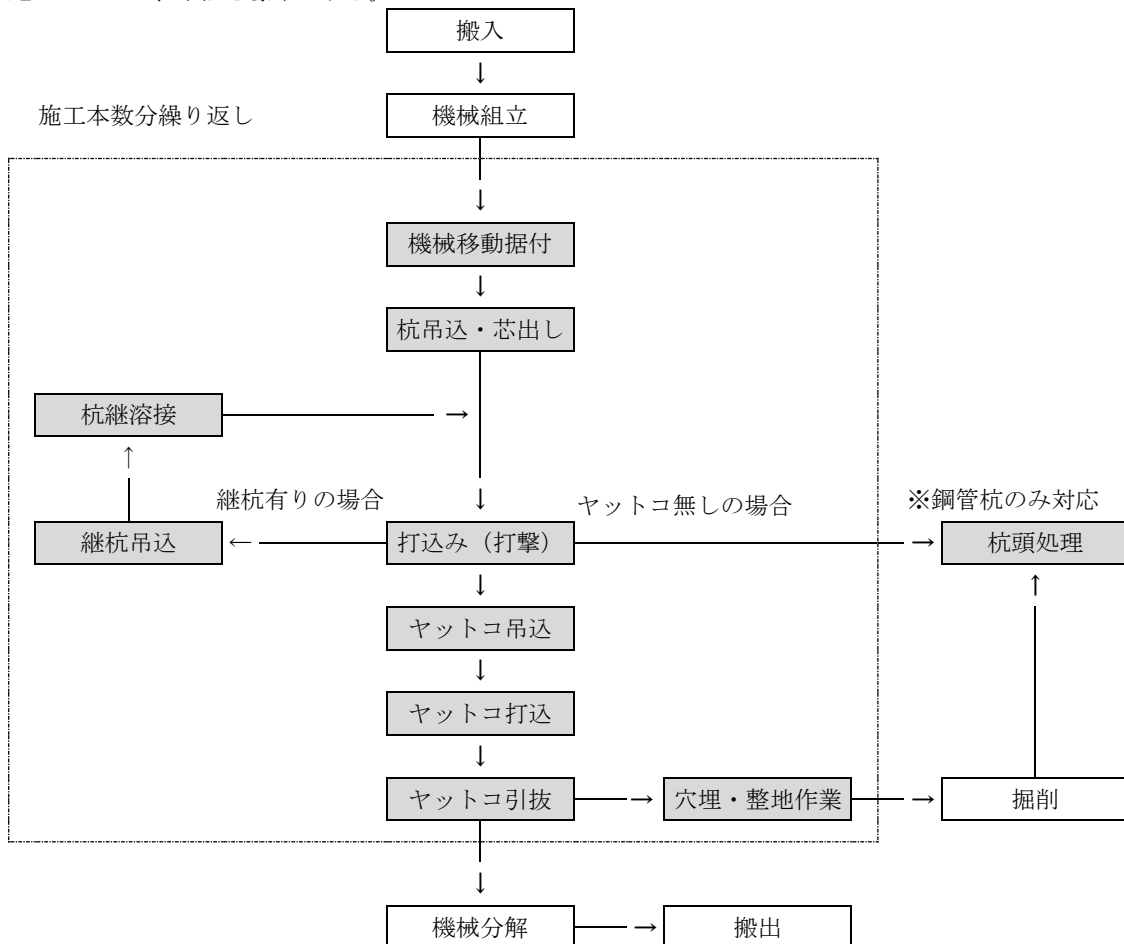 搬入
↓
施工本数分繰り返し
機械組立
↓
機械移動据付
↓
杭吊込・芯出し
杭継溶接
→
↑
継杭有りの場合
↓
ヤットコ無しの場合
※鋼管杭のみ対応
継杭吊込
←
打込み（打撃）
→
杭頭処理
↓
↑
ヤットコ吊込
↓
ヤットコ打込
↓
ヤットコ引抜
→
穴埋・整地作業
→
掘削
↓
機械分解
→
搬出